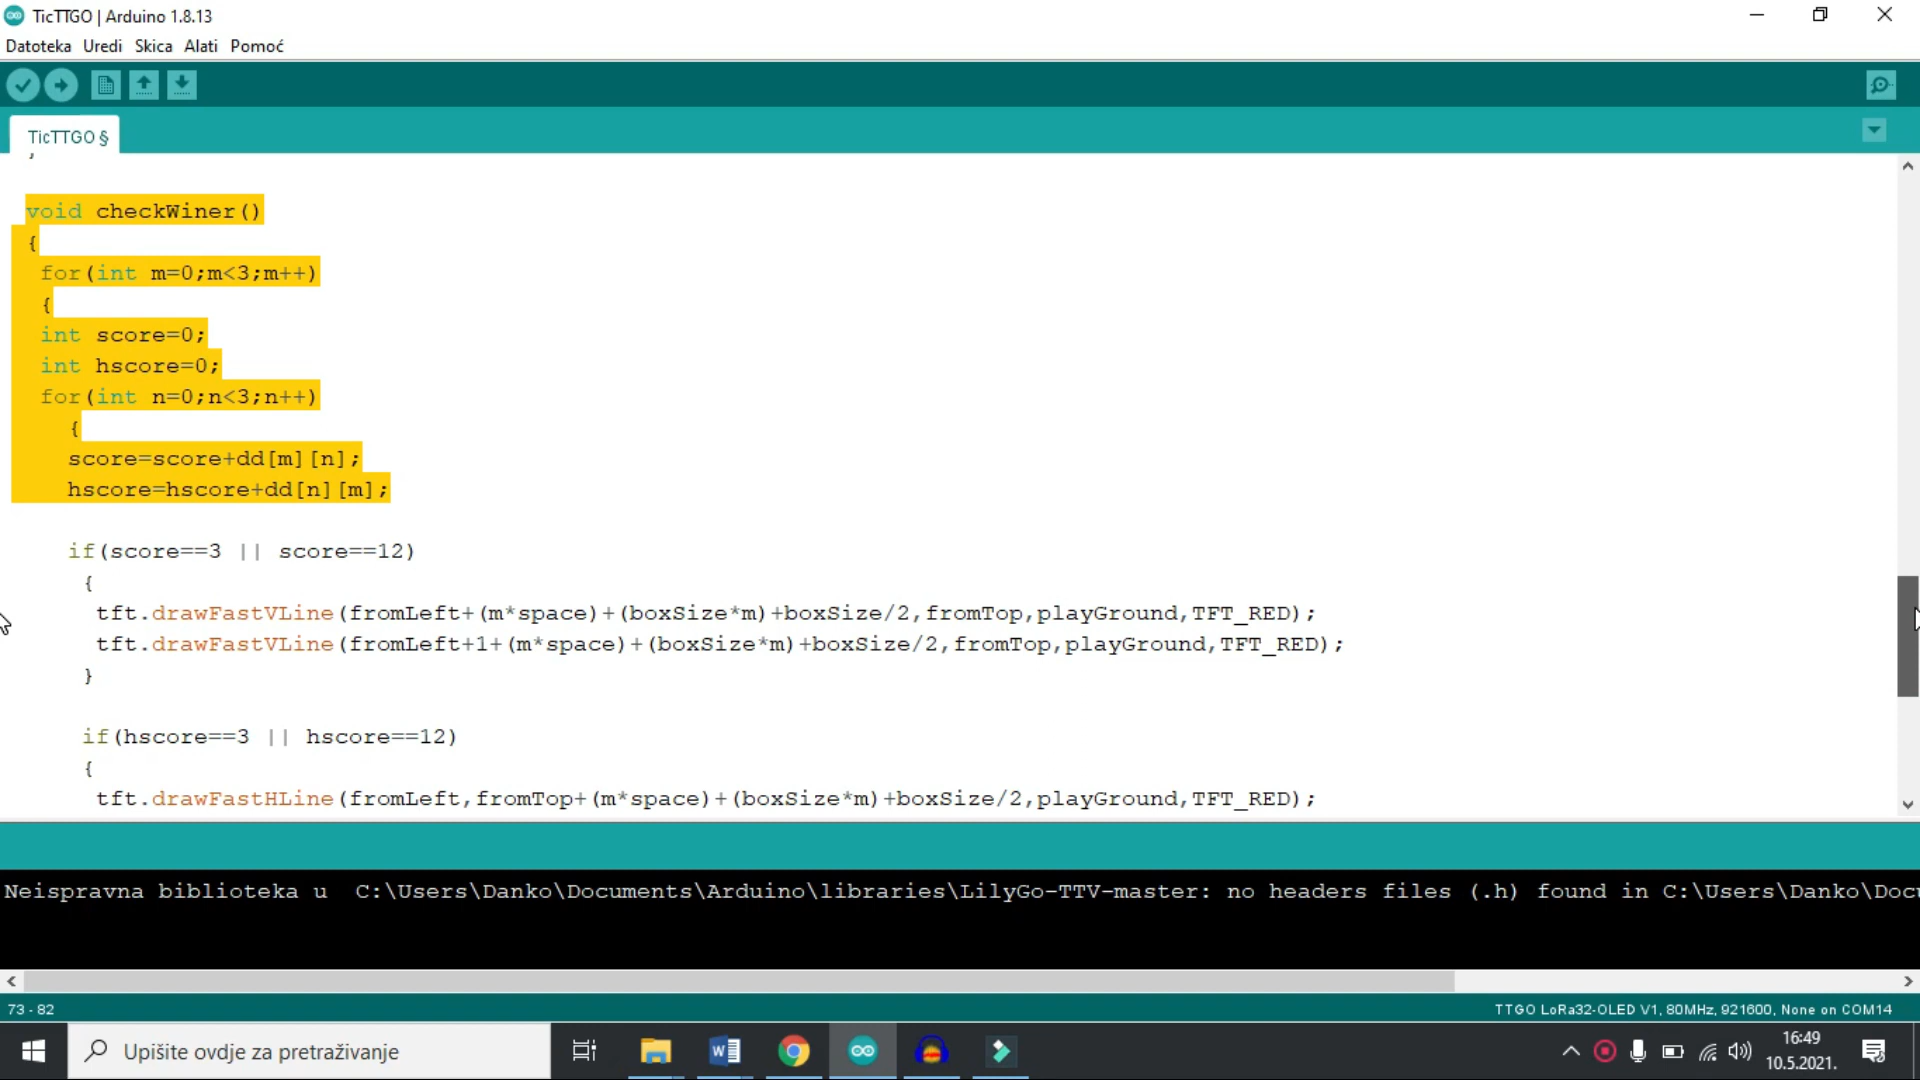 TicTTGO | Arduino 1.8.13
Datoteka Uredi Skica Alati Pomoć
TicTTGO §
void checkWiner()
{
for(int m=0;m<3;m++)
{
int score=0;
int hscore=0;
for(int n=0;n<3;n++)
{
score=score+dd[m][n];
hscore=hscore+dd[n][m];
if(score==3 || score==12)
{
tft.drawFastVLine(fromLeft+(m*space)+(boxSize*m)+boxSize/2,fromTop,playGround,TFT_RED);
tft.drawFastVLine(fromLeft+1+(m*space)+(boxSize*m)+boxSize/2,fromTop,playGround,TFT_RED);
}
if(hscore==3 || hscore==12)
{
tft.drawFastHLine(fromLeft,fromTop+(m*space)+(boxSize*m)+boxSize/2,playGround,TFT_RED);
Neispravna biblioteka u C:\Users\Danko\Documents\Arduino\libraries\LilyGo-TTV-master: no headers files (.h) found in C:\Users\Danko\Docu
73 - 82
TTGO LoRa32-OLED V1, 80MHz, 921600, None on COM14
Upišite ovdje za pretraživanje
16:49
10.5.2021.